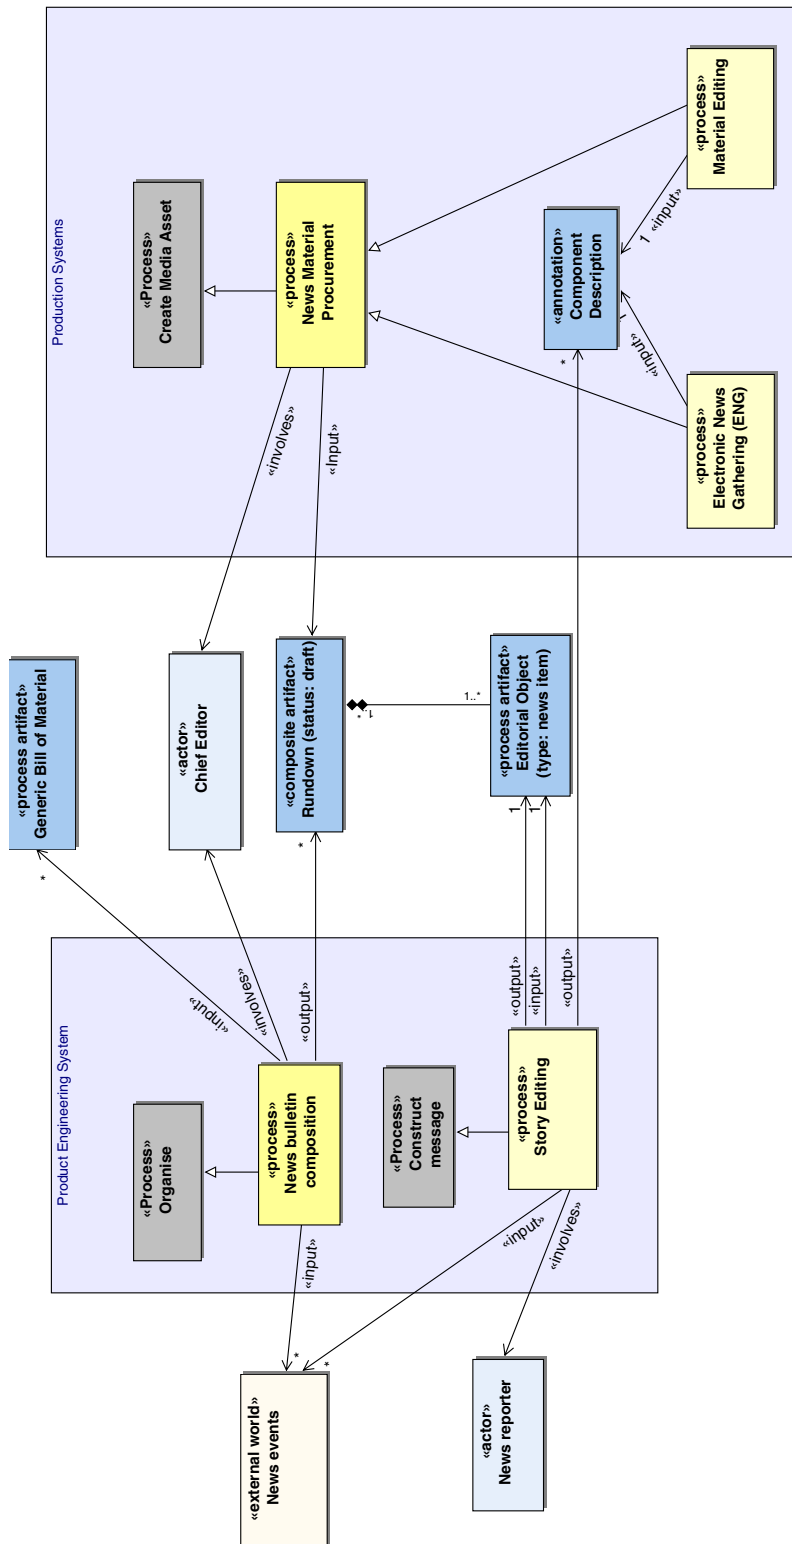 Product Engineering System
«external world»
News events
«Process»
Organise
«process»
News bulletin
composition
«input»
*
«input»
*
«involves»
«output»
*
«Process»
Construct
message
«process»
Story Editing
«input»
*
«involves»
«actor»
News reporter
«output»
1
«input»
1
«output»
*
«process artifact»
Generic Bill of Material
«actor»
Chief Editor
«composite artifact»
Rundown (status: draft)
1..*
1..*
«process artifact»
Editorial Object
(type: news item)
Production Systems
«Process»
Create Media Asset
«process»
News Material
Procurement
«involves»
«Input»
«annotation»
Component
Description
«input»
1
«input»
1
«process»
Electronic News
Gathering (ENG)
«process»
Material Editing